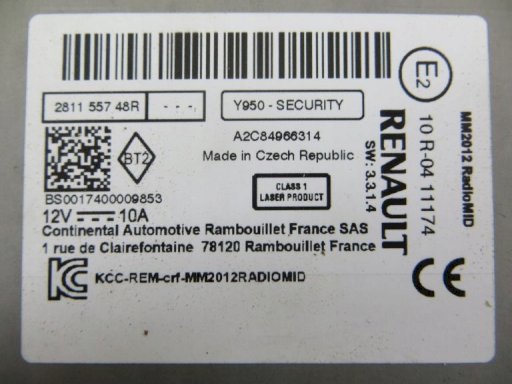 2811 557 48R - - -
Y950 - SECURITY
A2C84966314
Made in Czech Republic
BT2
CLASS 1
LASER PRODUCT
BS0017400009853
12V 10A
Continental Automotive Rambouillet France SAS
1 rue de Clairefontaine 78120 Rambouillet France
KCC-REM-crf-MM2012RADIOMID
E2
RENAULT
SW: 3.3.1.4
10 R-04 11174
MM2012 RadioMID
CE